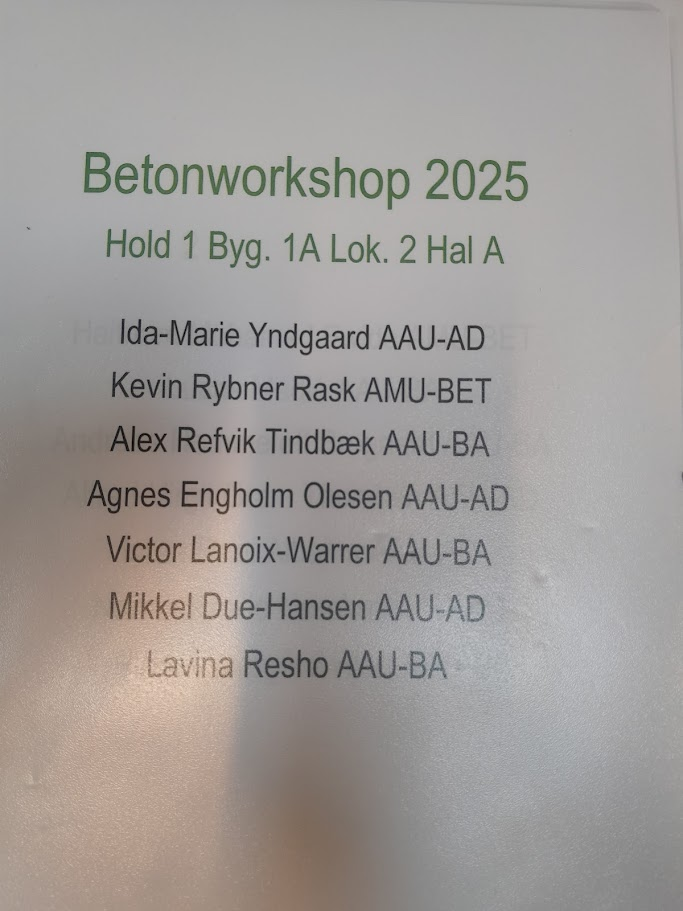 Betonworkshop 2025
Hold 1 Byg. 1A Lok. 2 Hal A
Ida-Marie Yndgaard AAU-AD
Kevin Rybner Rask AMU-BET
Alex Refvik Tindbæk AAU-BA
Agnes Engholm Olesen AAU-AD
Victor Lanoix-Warrer AAU-BA
Mikkel Due-Hansen AAU-AD
Lavina Resho AAU-BA